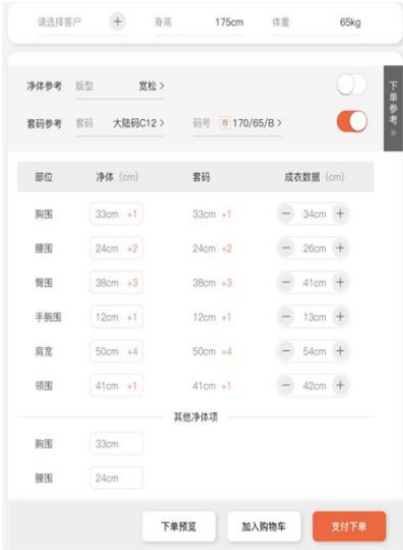 请选择客户 + 身高 175cm 体重 65kg
净体参考 版型 宽松 >
套码参考 套码 大陆码C12 > 码号 荐 170/65/B >
下单参考 »
部位 净体 (cm) 套码 成衣数据 (cm)
胸围 33cm +1 33cm +1 − 34cm +
腰围 24cm +2 24cm +2 − 26cm +
臀围 38cm +3 38cm +3 − 41cm +
手腕围 12cm +1 12cm +1 − 13cm +
肩宽 50cm +4 50cm +4 − 54cm +
领围 41cm +1 41cm +1 − 42cm +
其他净体项
胸围 33cm
腰围 24cm
下单预览 加入购物车 支付下单